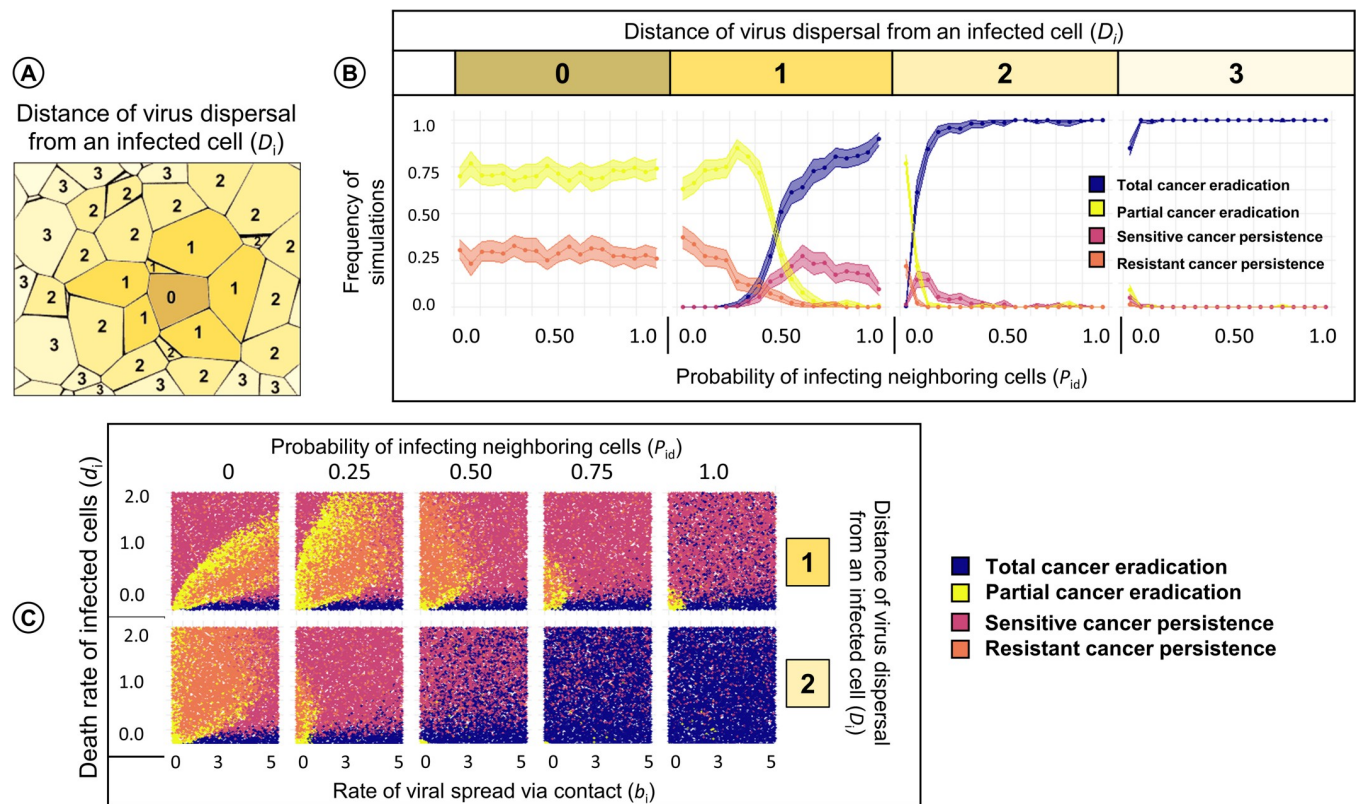 A
Distance of virus dispersal
from an infected cell (Di)
3 3 3 2 2 2
3 2 2 2 1 2 3
3 2 1 1 0 1 2
3 2 1 1 2 2
3 3 3 2 2 3 3
B
Distance of virus dispersal from an infected cell (Di)
0 1 2 3
Frequency of
simulations
1.0
0.75
0.50
0.25
0.0
Total cancer eradication
Partial cancer eradication
Sensitive cancer persistence
Resistant cancer persistence
0.0 0.50 1.0 0.0 0.50 1.0 0.0 0.50 1.0 0.0 0.50 1.0
Probability of infecting neighboring cells (Pid)
C
Probability of infecting neighboring cells (Pid)
0 0.25 0.50 0.75 1.0
Death rate of infected cells (di)
2.0
1.0
0.0
2.0
1.0
0.0
1
2
Distance of virus dispersal
from an infected cell (Di)
0 3 5 0 3 5 0 3 5 0 3 5 0 3 5
Rate of viral spread via contact (bi)
Total cancer eradication
Partial cancer eradication
Sensitive cancer persistence
Resistant cancer persistence